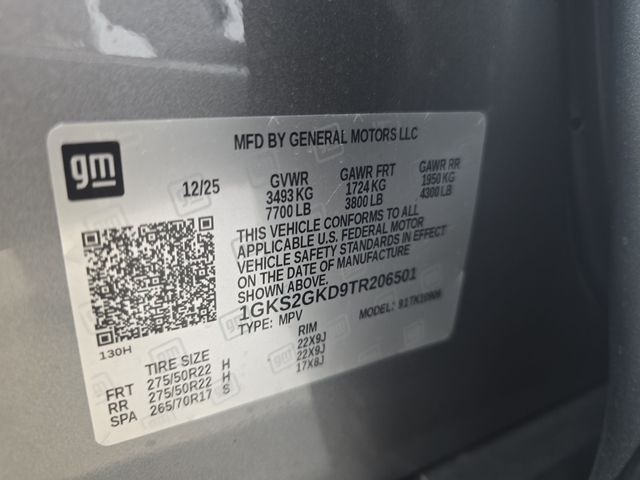 MFD BY GENERAL MOTORS LLC
gm
12/25 GVWR GAWR FRT GAWR RR
3493 KG 1724 KG 1950 KG
7700 LB 3800 LB 4300 LB
THIS VEHICLE CONFORMS TO ALL
APPLICABLE U.S. FEDERAL MOTOR
VEHICLE SAFETY STANDARDS IN EFFECT
ON THE DATE OF MANUFACTURE
SHOWN ABOVE.
1GKS2GKD9TR206501
TYPE: MPV MODEL:
130H
TIRE SIZE RIM
FRT 275/50R22 H 22X9J
RR 275/50R22 H 22X9J
SPA 265/70R17 S 17X8J